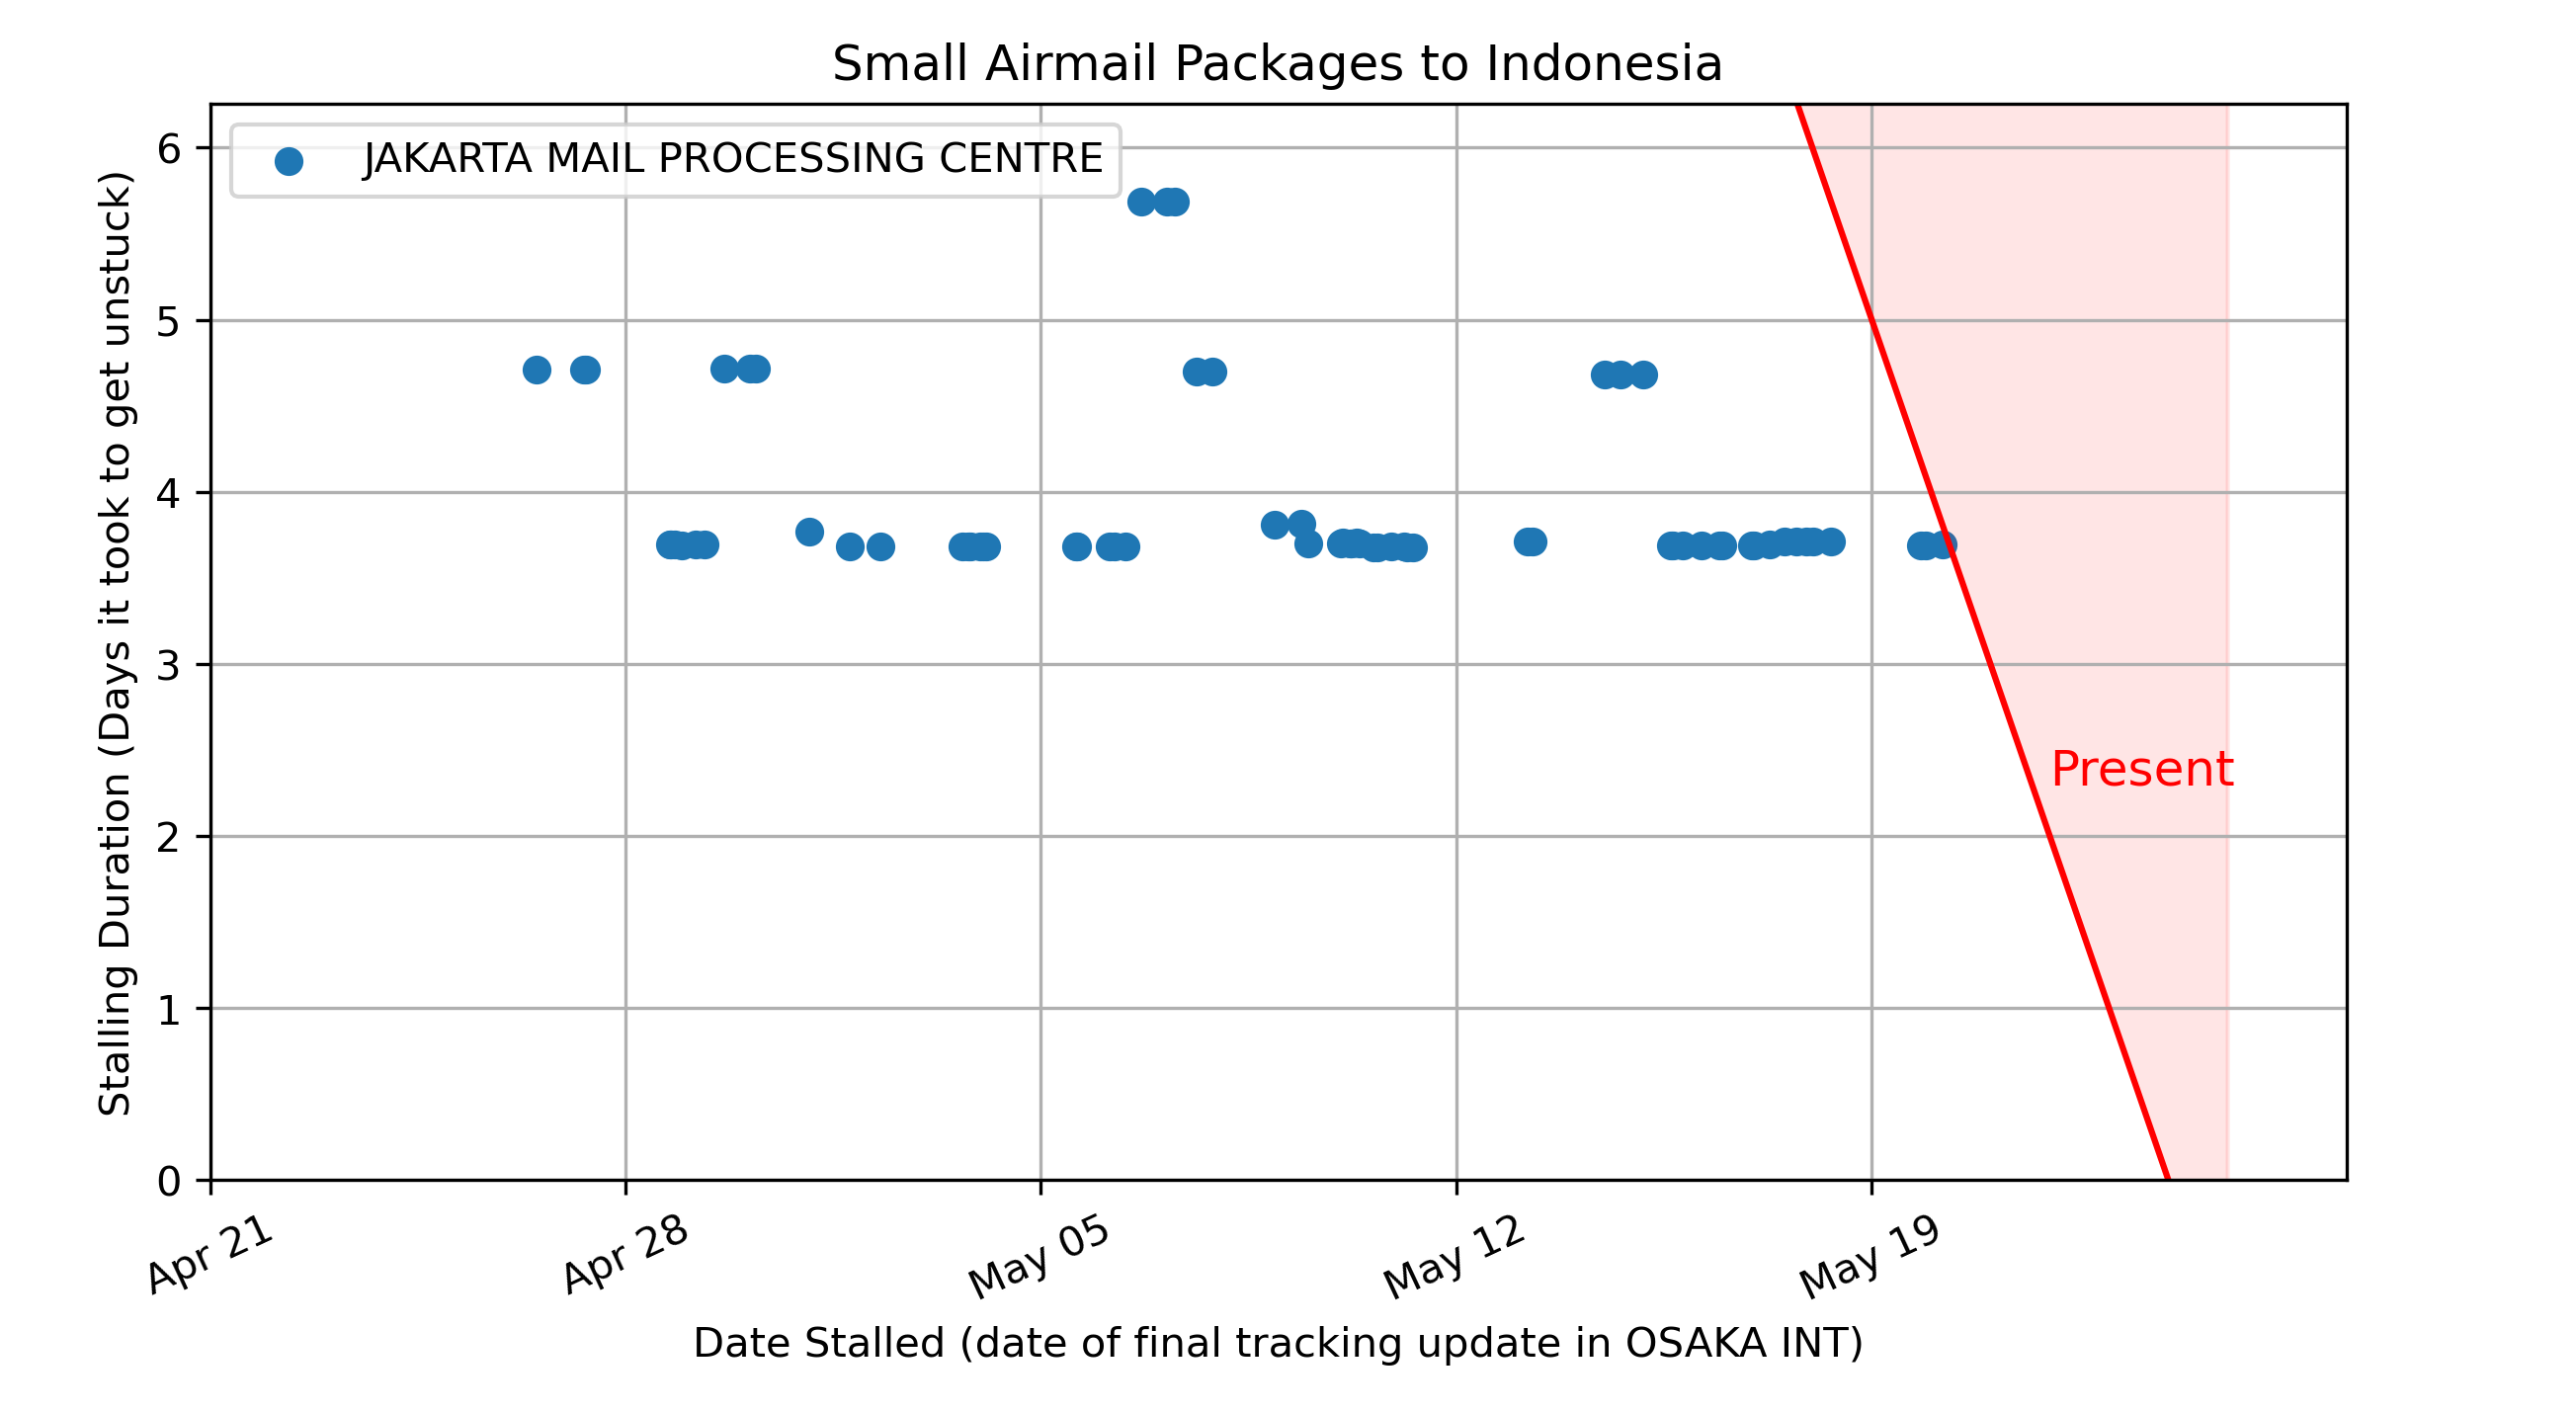 Small Airmail Packages to Indonesia
JAKARTA MAIL PROCESSING CENTRE
Stalling Duration (Days it took to get unstuck)
6
5
4
3
2
1
0
Present
Apr 21
Apr 28
May 05
May 12
May 19
Date Stalled (date of final tracking update in OSAKA INT)